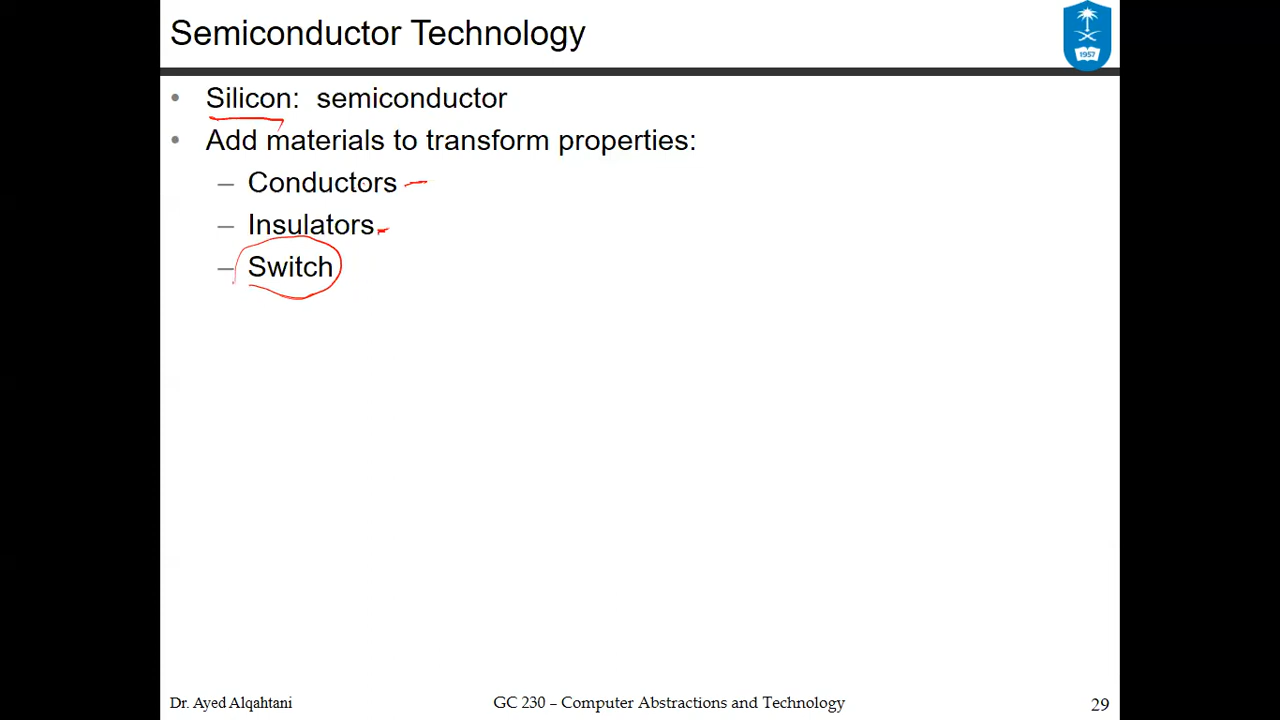 Semiconductor Technology
1957
• Silicon: semiconductor
• Add materials to transform properties:
– Conductors
– Insulators
– Switch
Dr. Ayed Alqahtani GC 230 – Computer Abstractions and Technology 29